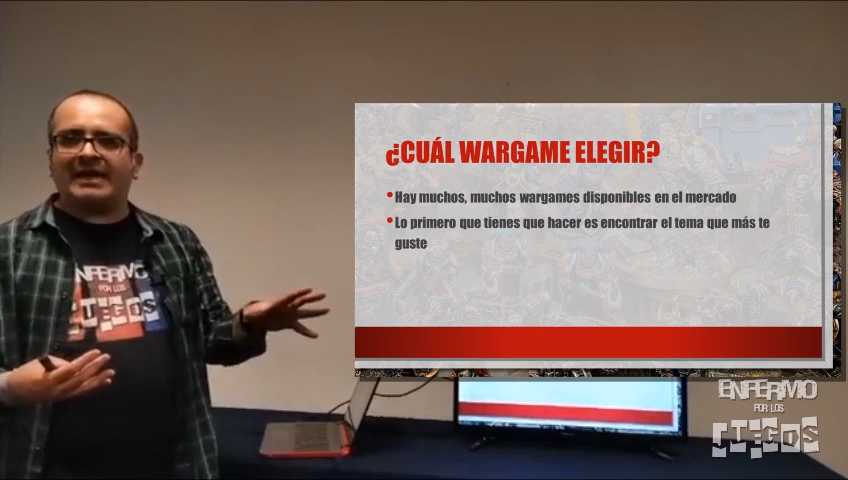 ¿CUÁL WARGAME ELEGIR?
Hay muchos, muchos wargames disponibles en el mercado
Lo primero que tienes que hacer es encontrar el tema que más te
guste
ENFERMO
POR LOS
JUEGOS
ENFERMO
POR LOS
JUEGOS